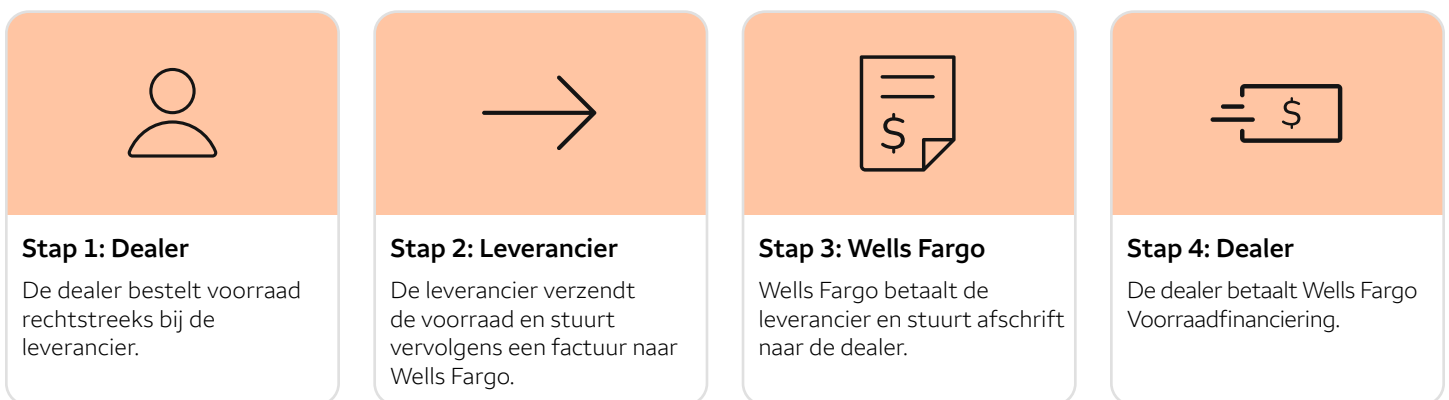 $
$
Stap 1: Dealer
De dealer bestelt voorraad
rechtstreeks bij de
leverancier.
Stap 2: Leverancier
De leverancier verzendt
de voorraad en stuurt
vervolgens een factuur naar
Wells Fargo.
Stap 3: Wells Fargo
Wells Fargo betaalt de
leverancier en stuurt afschrift
naar de dealer.
Stap 4: Dealer
De dealer betaalt Wells Fargo
Voorraadfinanciering.